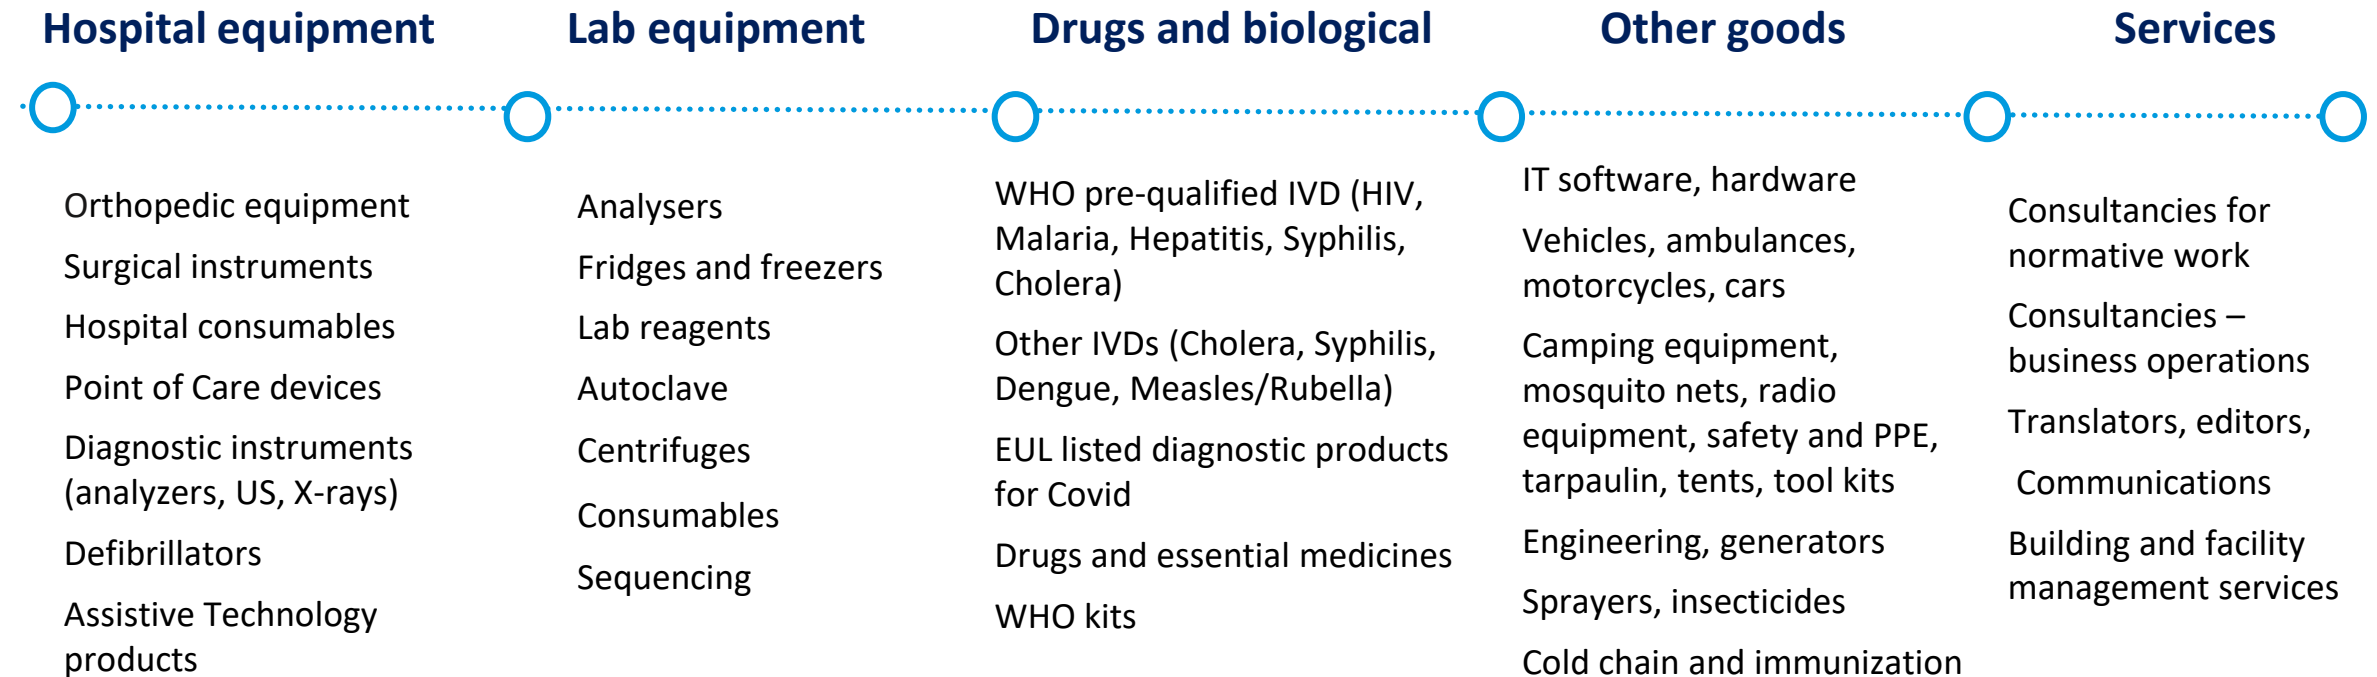 Hospital equipment
Orthopedic equipment
Surgical instruments
Hospital consumables
Point of Care devices
Diagnostic instruments
(analyzers, US, X-rays)
Defibrillators
Assistive Technology
products
Lab equipment
Analysers
Fridges and freezers
Lab reagents
Autoclave
Centrifuges
Consumables
Sequencing
Drugs and biological
WHO pre-qualified IVD (HIV,
Malaria, Hepatitis, Syphilis,
Cholera)
Other IVDs (Cholera, Syphilis,
Dengue, Measles/Rubella)
EUL listed diagnostic products
for Covid
Drugs and essential medicines
WHO kits
Other goods
IT software, hardware
Vehicles, ambulances,
motorcycles, cars
Camping equipment,
mosquito nets, radio
equipment, safety and PPE,
tarpaulin, tents, tool kits
Engineering, generators
Sprayers, insecticides
Cold chain and immunization
Services
Consultancies for
normative work
Consultancies –
business operations
Translators, editors,
Communications
Building and facility
management services